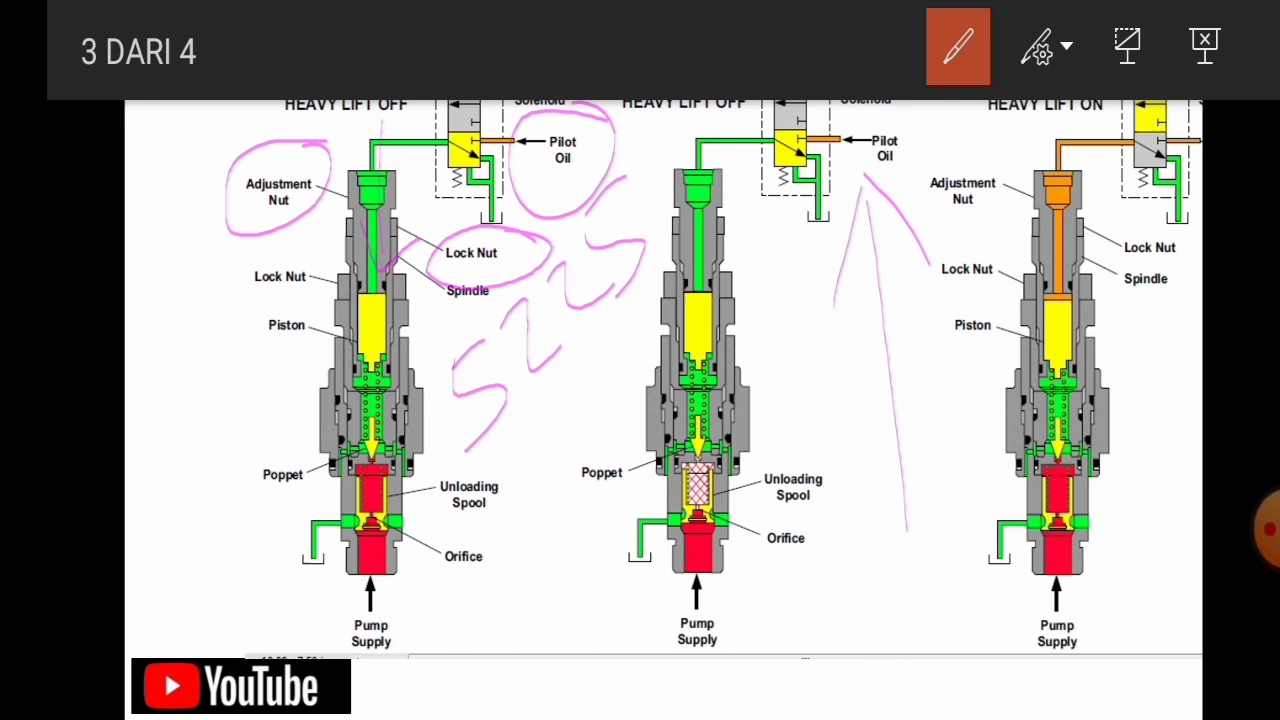 3 DARI 4
HEAVY LIFT OFF
Solenoid
Pilot
Oil
Adjustment
Nut
Lock Nut
Lock Nut
Spindle
Piston
Poppet
Unloading
Spool
Orifice
Pump
Supply
HEAVY LIFT OFF
Solenoid
Pilot
Oil
Poppet
Unloading
Spool
Orifice
Pump
Supply
HEAVY LIFT ON
Adjustment
Nut
Lock Nut
Lock Nut
Spindle
Piston
Pump
Supply
YouTube